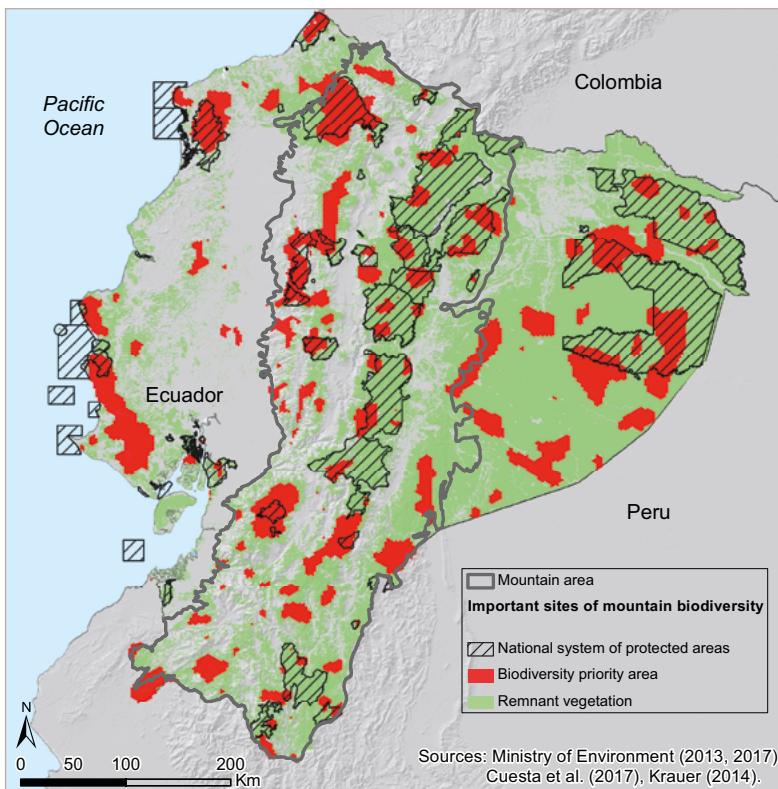 Pacific
Ocean
Colombia
Ecuador
Peru
Mountain area
Important sites of mountain biodiversity
National system of protected areas
Biodiversity priority area
Remnant vegetation
N
0 50 100 200
Km
Sources: Ministry of Environment (2013, 2017)
Cuesta et al. (2017), Krauer (2014).